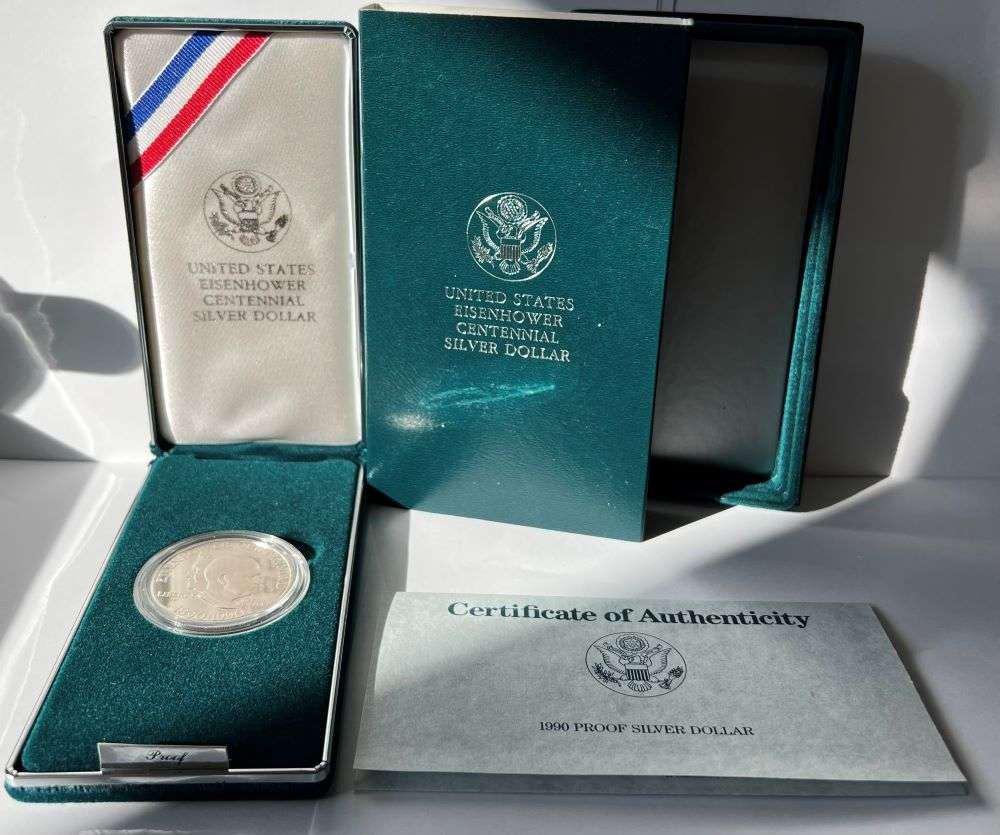 UNITED STATES
EISENHOWER
CENTENNIAL
SILVER DOLLAR
UNITED STATES
EISENHOWER
CENTENNIAL
SILVER DOLLAR
Proof
Certificate of Authenticity
1990 PROOF SILVER DOLLAR